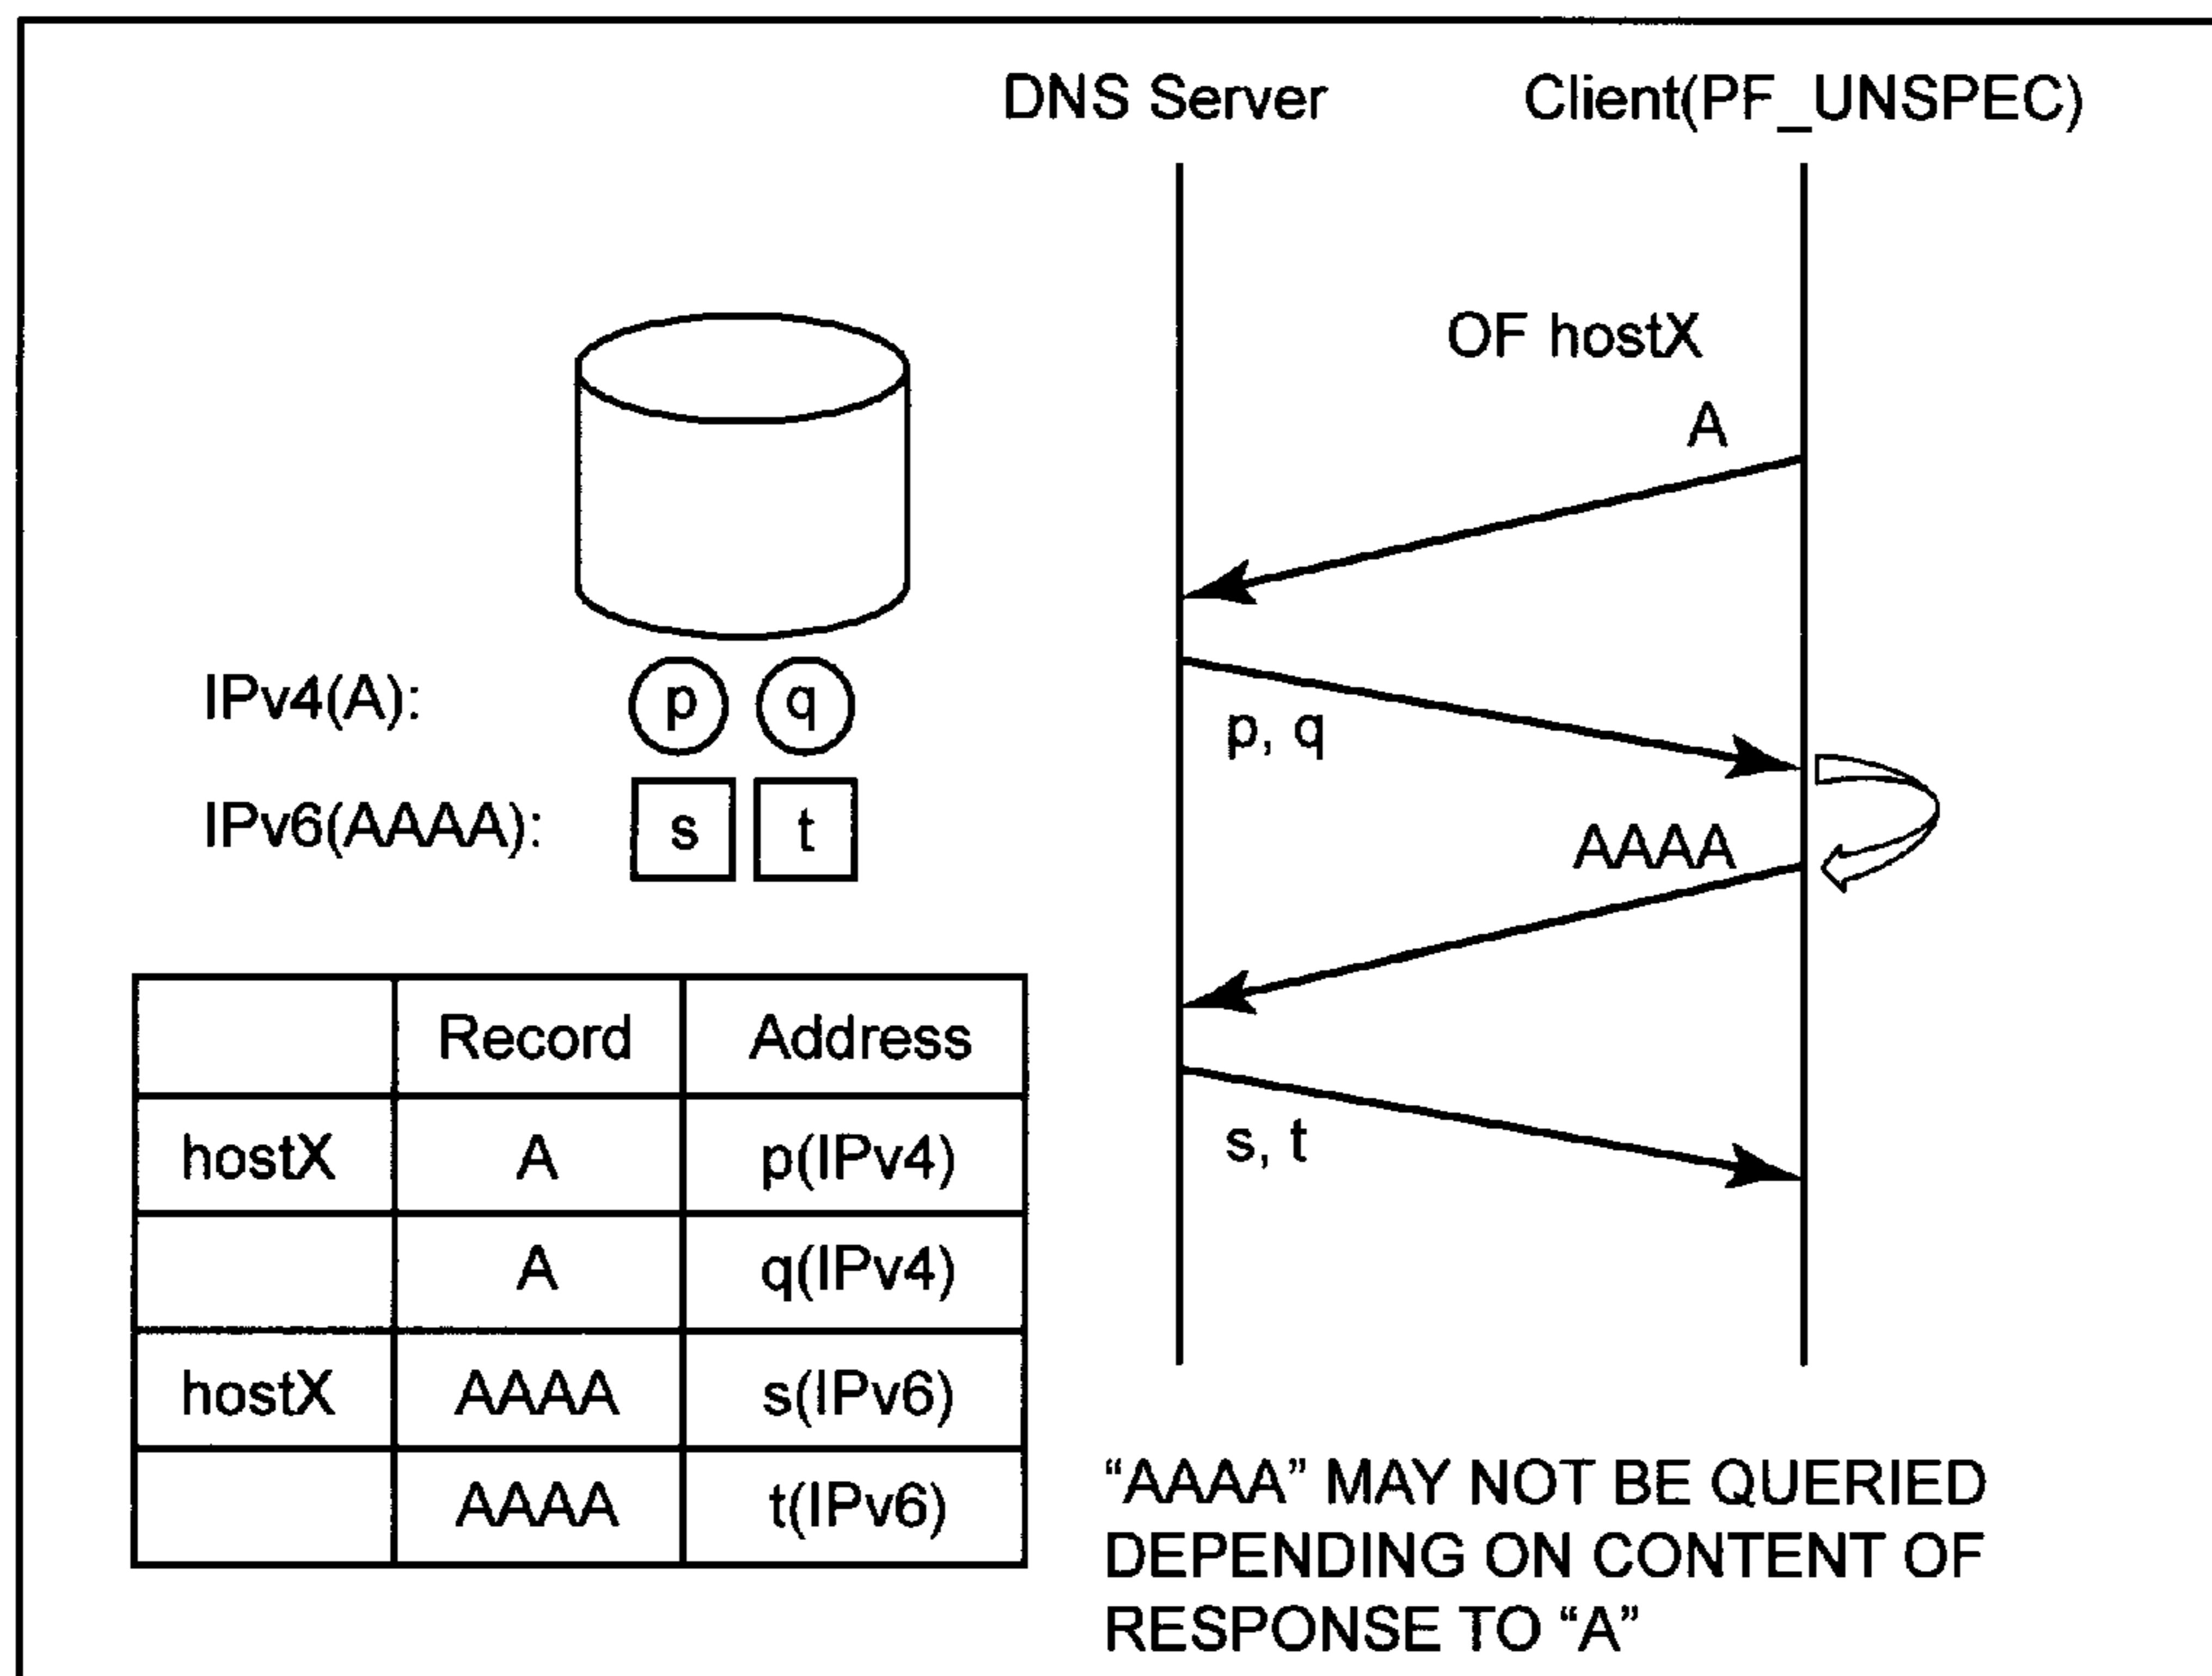 DNS Server
Client(PF_UNSPEC)
OF hostX
A
IPv4(A):
p q
p, q
IPv6(AAAA):
s t
AAAA
s, t
Record Address
hostX A p(IPv4)
A q(IPv4)
hostX AAAA s(IPv6)
AAAA t(IPv6)
“AAAA” MAY NOT BE QUERIED
DEPENDING ON CONTENT OF
RESPONSE TO “A”